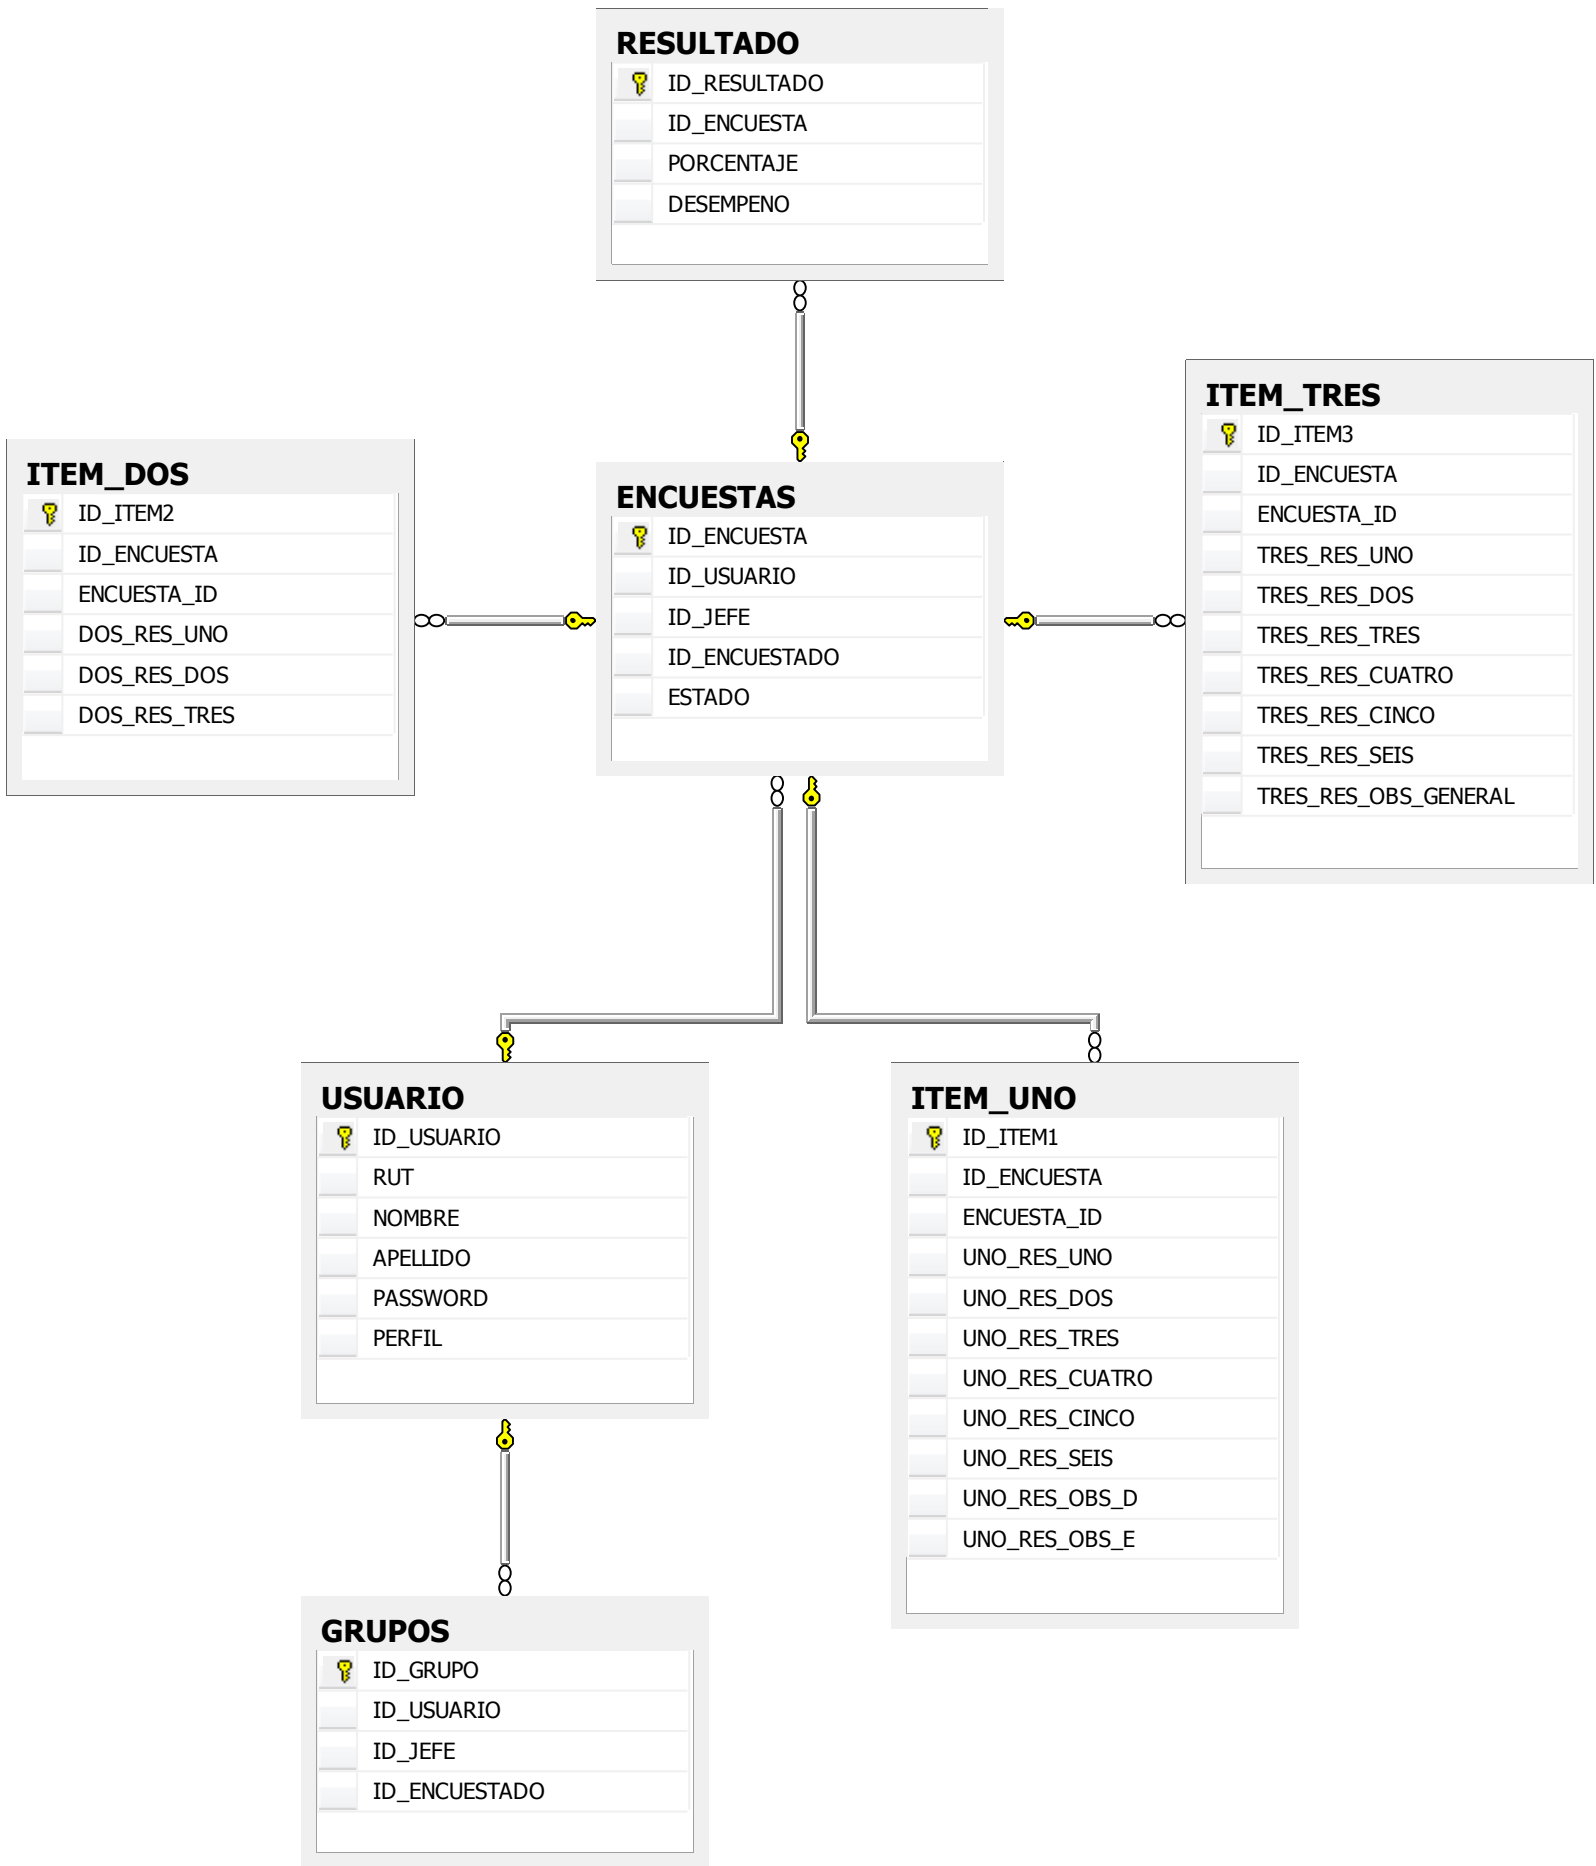 RESULTADO
ID_RESULTADO
ID_ENCUESTA
PORCENTAJE
DESEMPENO
ITEM_DOS
ID_ITEM2
ID_ENCUESTA
ENCUESTA_ID
DOS_RES_UNO
DOS_RES_DOS
DOS_RES_TRES
ENCUESTAS
ID_ENCUESTA
ID_USUARIO
ID_JEFE
ID_ENCUESTADO
ESTADO
ITEM_TRES
ID_ITEM3
ID_ENCUESTA
ENCUESTA_ID
TRES_RES_UNO
TRES_RES_DOS
TRES_RES_TRES
TRES_RES_CUATRO
TRES_RES_CINCO
TRES_RES_SEIS
TRES_RES_OBS_GENERAL
USUARIO
ID_USUARIO
RUT
NOMBRE
APELLIDO
PASSWORD
PERFIL
ITEM_UNO
ID_ITEM1
ID_ENCUESTA
ENCUESTA_ID
UNO_RES_UNO
UNO_RES_DOS
UNO_RES_TRES
UNO_RES_CUATRO
UNO_RES_CINCO
UNO_RES_SEIS
UNO_RES_OBS_D
UNO_RES_OBS_E
GRUPOS
ID_GRUPO
ID_USUARIO
ID_JEFE
ID_ENCUESTADO